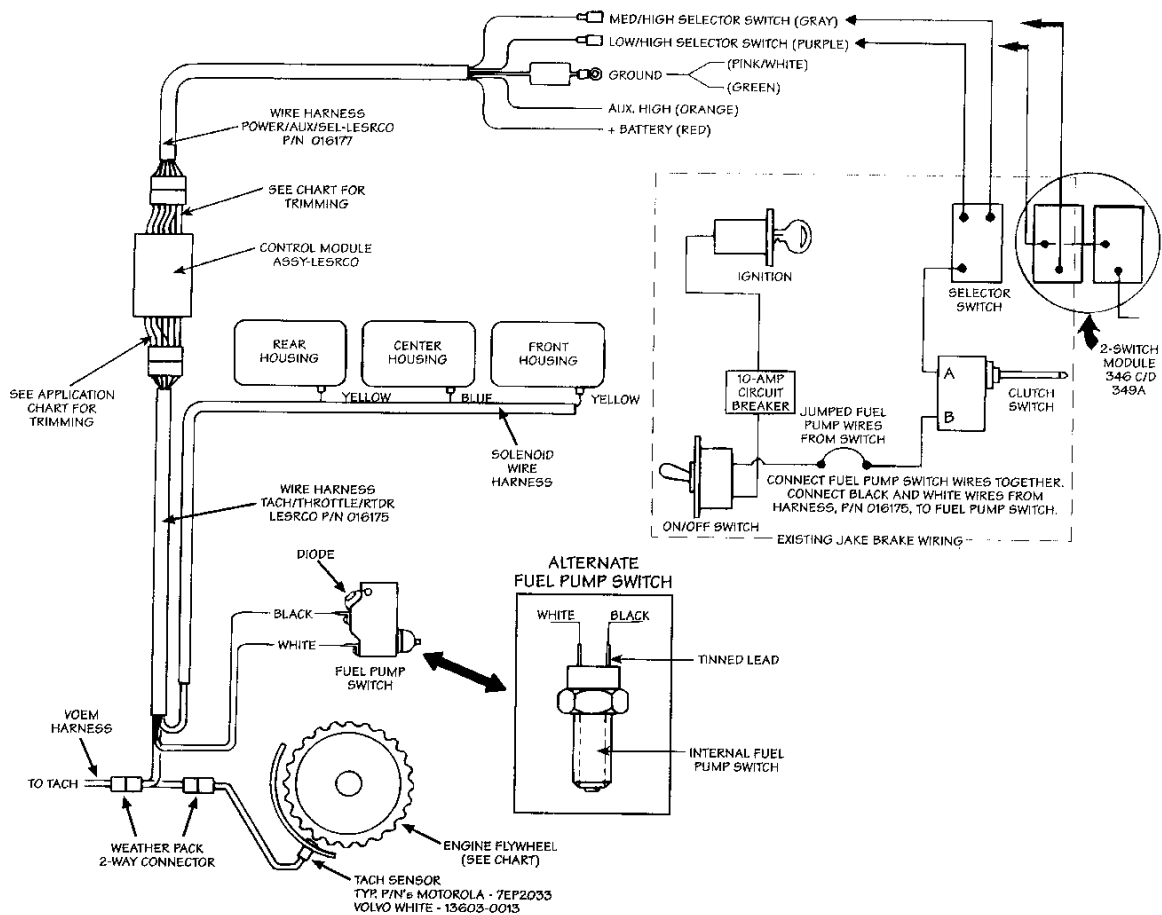 MED/HIGH SELECTOR SWITCH (GRAY)
LOW/HIGH SELECTOR SWITCH (PURPLE)
GROUND
(PINK/WHITE)
(GREEN)
AUX. HIGH (ORANGE)
+ BATTERY (RED)
WIRE HARNESS
POWER/AUX/SEL-LESRCO
P/N 016177
SEE CHART FOR
TRIMMING
CONTROL MODULE
ASSY-LESRCO
SEE APPLICATION
CHART FOR
TRIMMING
REAR
HOUSING
CENTER
HOUSING
FRONT
HOUSING
YELLOW
BLUE
YELLOW
SOLENOID
WIRE
HARNESS
WIRE HARNESS
TACH/THROTTLE/RTDR
LESRCO P/N 016175
IGNITION
SELECTOR
SWITCH
2-SWITCH
MODULE
346 C/D
349A
10-AMP
CIRCUIT
BREAKER
A
B
CLUTCH
SWITCH
JUMPED FUEL
PUMP WIRES
FROM SWITCH
CONNECT FUEL PUMP SWITCH WIRES TOGETHER.
CONNECT BLACK AND WHITE WIRES FROM
HARNESS, P/N 016175, TO FUEL PUMP SWITCH.
ON/OFF SWITCH
EXISTING JAKE BRAKE WIRING
DIODE
BLACK
WHITE
FUEL PUMP
SWITCH
ALTERNATE
FUEL PUMP SWITCH
WHITE
BLACK
TINNED LEAD
INTERNAL FUEL
PUMP SWITCH
VOEM
HARNESS
TO TACH
WEATHER PACK
2-WAY CONNECTOR
ENGINE FLYWHEEL
(SEE CHART)
TACH SENSOR
TYP. P/N's MOTOROLA - 7EP2033
VOLVO WHITE - 13603-0013